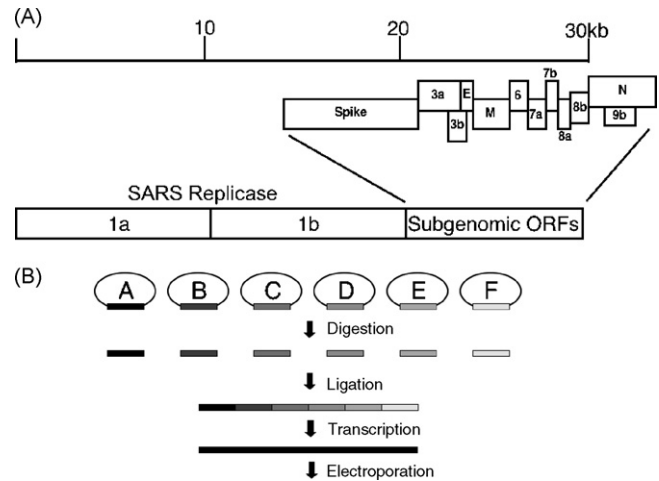 (A)
10 20 30kb
7b
3a E 6 N
Spike 3b M 7a 8a 8b 9b
SARS Replicase
1a 1b Subgenomic ORFs
(B)
A B C D E F
Digestion
Ligation
Transcription
Electroporation